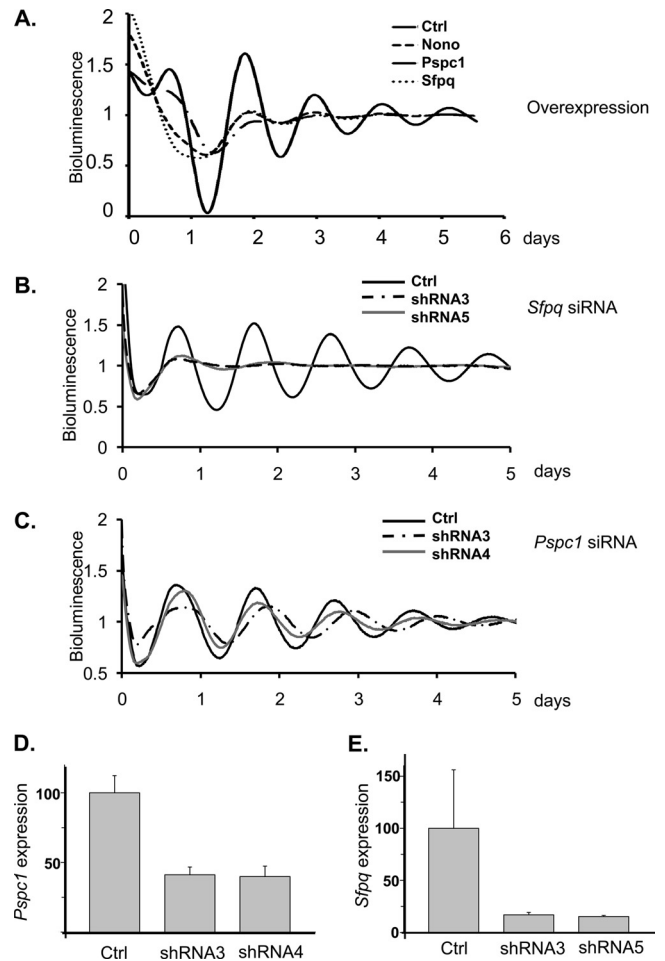 A.
2
1.5
1
0.5
0
Bioluminescence
Ctrl
Nono
Pspc1
Sfpq
Overexpression
0 1 2 3 4 5 6 days
B.
2
1.5
1
0.5
0
Bioluminescence
Ctrl
shRNA3
shRNA5
Sfpq siRNA
0 1 2 3 4 5 days
C.
2
1.5
1
0.5
Bioluminescence
Ctrl
shRNA3
shRNA4
Pspc1 siRNA
0 1 2 3 4 5 days
D.
100
50
Pspc1 expression
Ctrl shRNA3 shRNA4
E.
150
100
50
0
Sfpq expression
Ctrl shRNA3 shRNA5